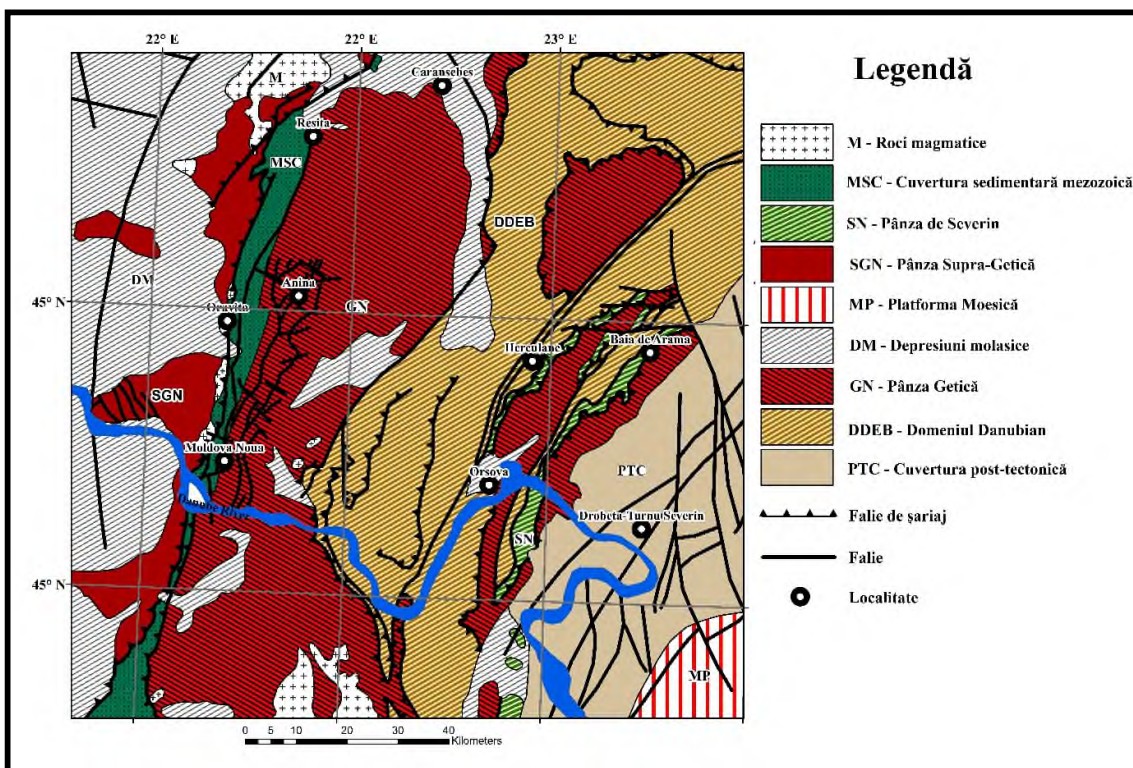 22° E 22° E 23° E
Legendă
M
Caransebes
Resita
MSC
DDEB
DM
Anina
GN
45° N
Oravita
Herculane
Baia de Arama
SGN
Moldova Noua
Orsova
PTC
Danube River
Drobeta-Turnu Severin
SN
45° N
MP
0 5 10 20 30 40
Kilometers
M - Roci magmatice
MSC - Cuvertura sedimentară mezozoică
SN - Pânza de Severin
SGN - Pânza Supra-Getică
MP - Platforma Moesică
DM - Depresiuni molasice
GN - Pânza Getică
DDEB - Domeniul Danubian
PTC - Cuvertura post-tectonică
Falie de șariaj
Falie
Localitate